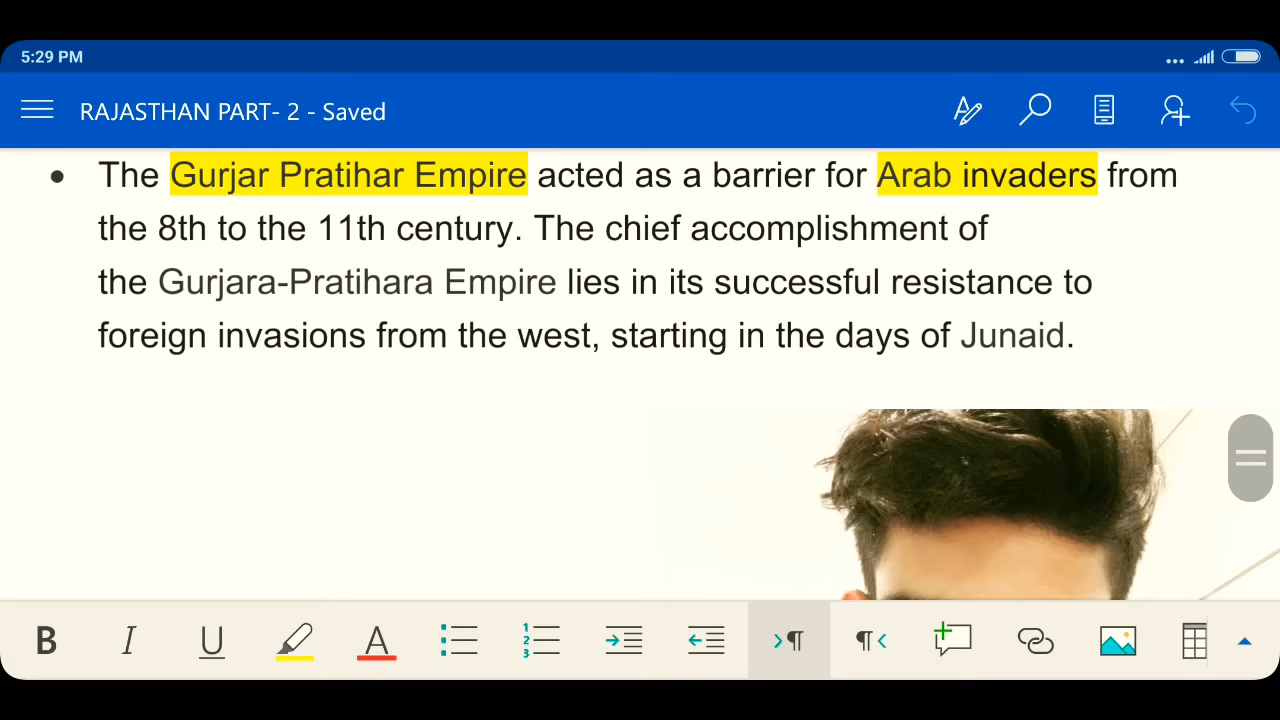 5:29 PM
RAJASTHAN PART- 2 - Saved
• The Gurjar Pratihar Empire acted as a barrier for Arab invaders from
the 8th to the 11th century. The chief accomplishment of
the Gurjara-Pratihara Empire lies in its successful resistance to
foreign invasions from the west, starting in the days of Junaid.
B I U A